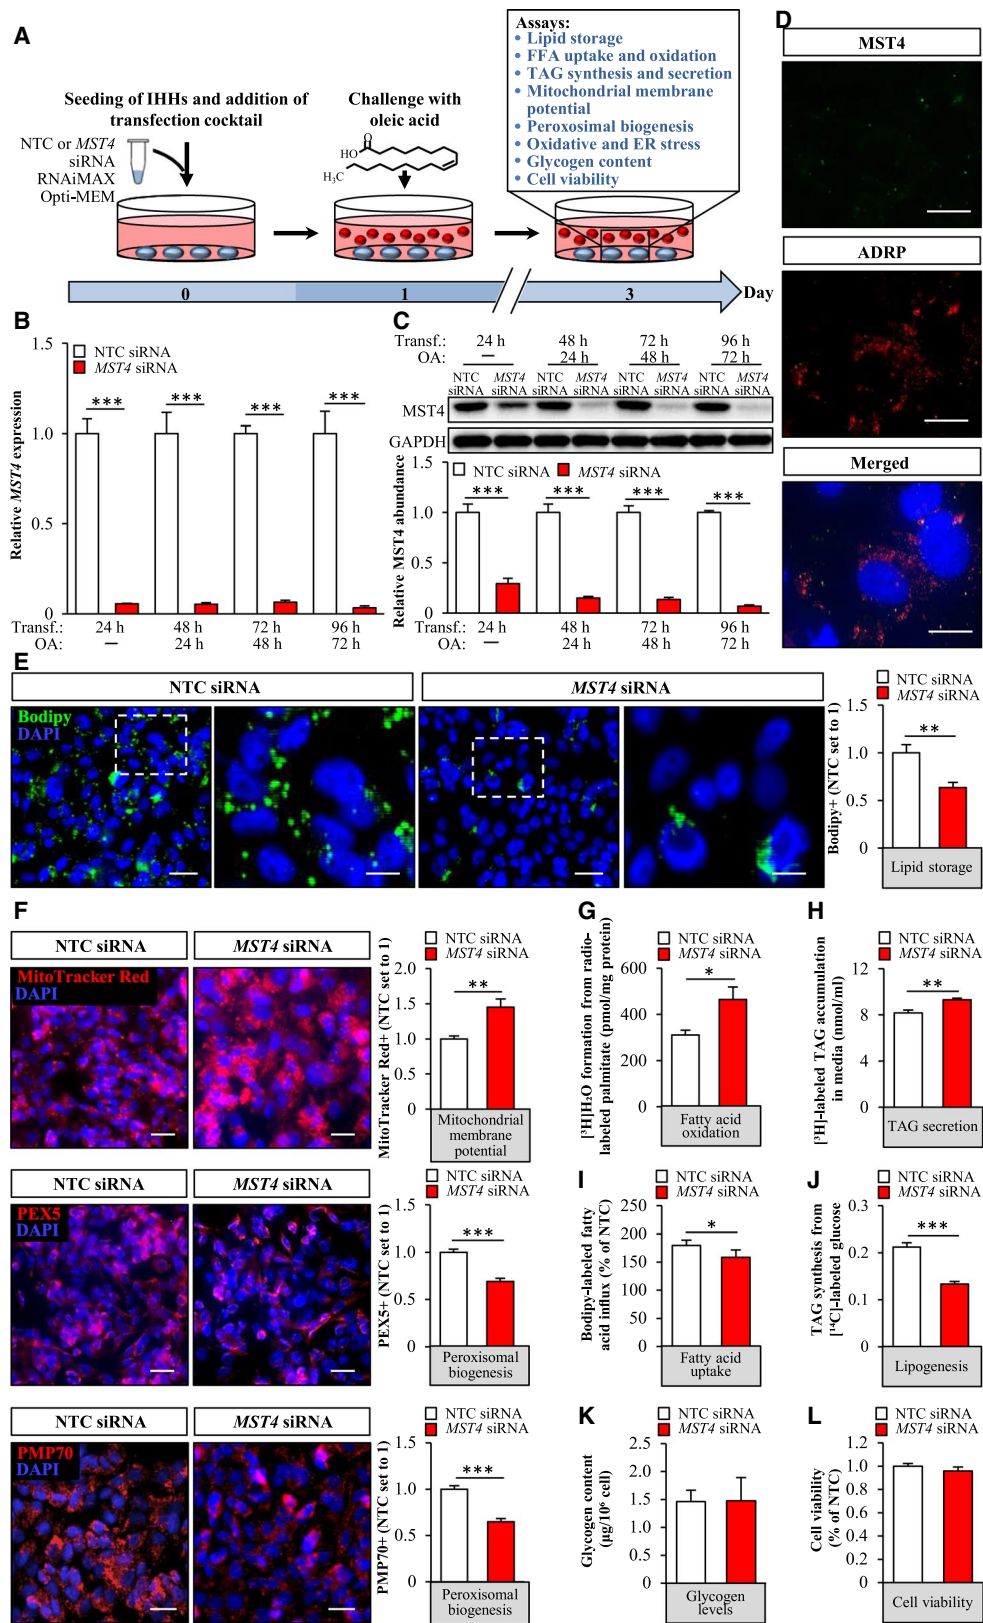 A
Seeding of IHHs and addition of
transfection cocktail
NTC or MST4
siRNA
RNAiMAX
Opti-MEM
Challenge with
oleic acid
O
HO
H₃C
Assays:
• Lipid storage
• FFA uptake and oxidation
• TAG synthesis and secretion
• Mitochondrial membrane
potential
• Peroxosimal biogenesis
• Oxidative and ER stress
• Glycogen content
• Cell viability
0
1
3
Day
B
NTC siRNA
MST4 siRNA
Relative MST4 expression
1.5
1.0
0.5
0
***
***
***
***
Transf.: 24 h 48 h 72 h 96 h
OA: — 24 h 48 h 72 h
C
Transf.: 24 h 48 h 72 h 96 h
OA: — 24 h 48 h 72 h
NTC MST4 NTC MST4 NTC MST4 NTC MST4
siRNA siRNA siRNA siRNA siRNA siRNA siRNA siRNA
MST4
GAPDH
NTC siRNA MST4 siRNA
Relative MST4 abundance
1.5
1.0
0.5
0
***
***
***
***
Transf.: 24 h 48 h 72 h 96 h
OA: — 24 h 48 h 72 h
D
MST4
ADRP
Merged
E
NTC siRNA
MST4 siRNA
Bodipy
DAPI
NTC siRNA
MST4 siRNA
Bodipy+ (NTC set to 1)
1.5
1.0
0.5
0
**
Lipid storage
F
NTC siRNA
MST4 siRNA
MitoTracker Red
DAPI
NTC siRNA
MST4 siRNA
MitoTracker Red+ (NTC set to 1)
2.0
1.5
1.0
0.5
0
**
Mitochondrial
membrane
potential
NTC siRNA
MST4 siRNA
PEX5
DAPI
NTC siRNA
MST4 siRNA
PEX5+ (NTC set to 1)
1.5
1.0
0.5
0
***
Peroxisomal
biogenesis
NTC siRNA
MST4 siRNA
PMP70
DAPI
NTC siRNA
MST4 siRNA
PMP70+ (NTC set to 1)
1.5
1.0
0.5
0
***
Peroxisomal
biogenesis
G
NTC siRNA
MST4 siRNA
[³H]H₂O formation from radio-
labeled palmitate (pmol/mg protein)
600
400
200
0
*
Fatty acid
oxidation
H
NTC siRNA
MST4 siRNA
[³H]-labeled TAG accumulation
in media (nmol/ml)
12
9
6
3
0
**
TAG secretion
I
NTC siRNA
MST4 siRNA
Bodipy-labeled fatty
acid influx (% of NTC)
250
200
150
100
50
0
*
Fatty acid
uptake
J
NTC siRNA
MST4 siRNA
TAG synthesis from
[¹⁴C]-labeled glucose
0.3
0.2
0.1
0
***
Lipogenesis
K
NTC siRNA
MST4 siRNA
Glycogen content
(µg/10⁶ cell)
2.5
2.0
1.5
1.0
0.5
0
Glycogen
levels
L
NTC siRNA
MST4 siRNA
Cell viability
(% of NTC)
1.2
1.0
0.8
0.6
0.4
0.2
0
Cell viability